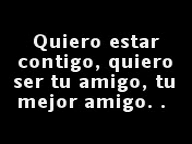 Quiero estar
contigo, quiero
ser tu amigo, tu
mejor amigo. .